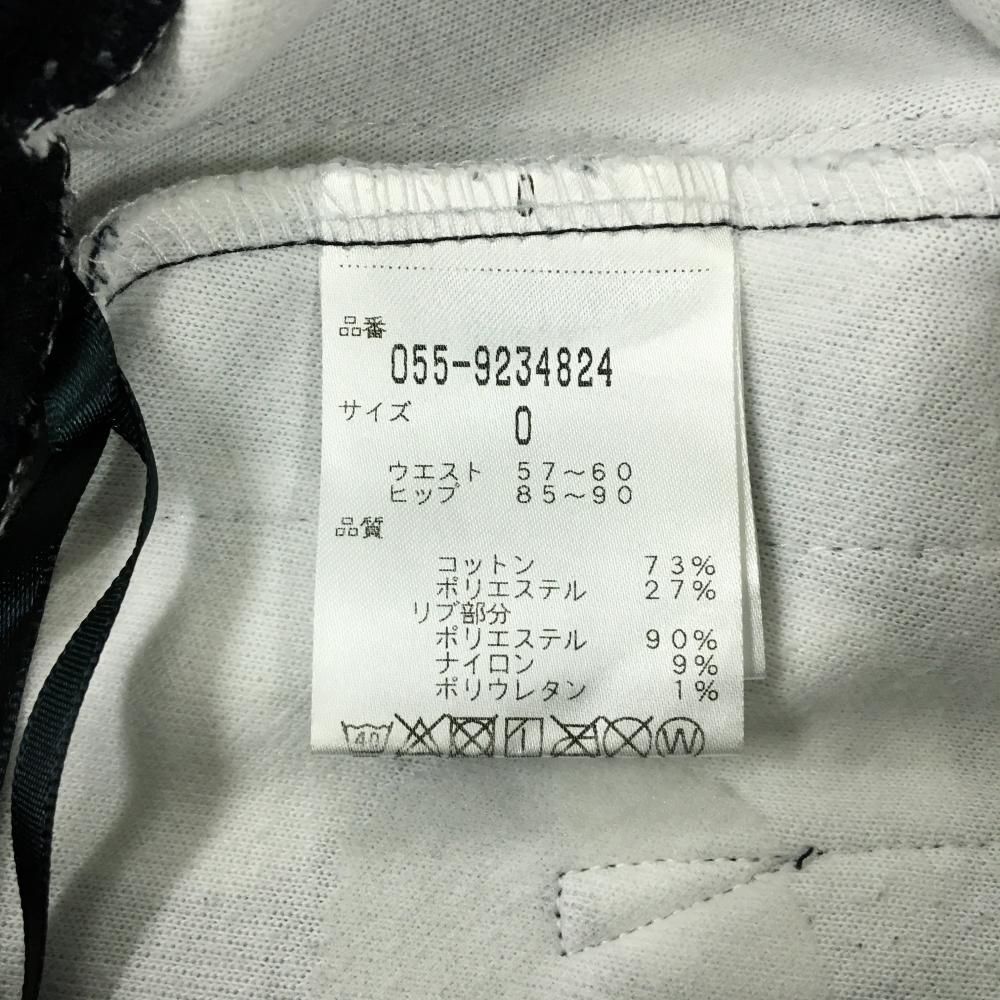 0
品番
055-9234824
サイズ
0
ウエスト 57〜60
ヒップ 85〜90
品質
コットン 73%
ポリエステル 27%
リブ部分
ポリエステル 90%
ナイロン 9%
ポリウレタン 1%
40 W